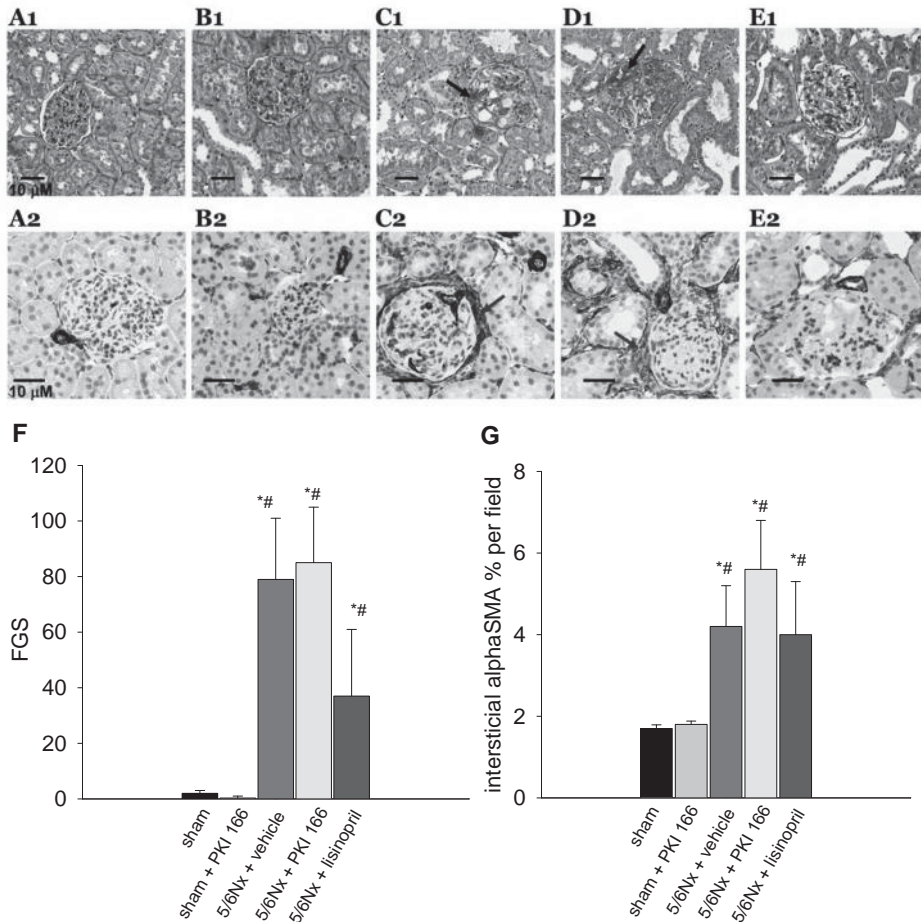 A1 B1 C1 D1 E1
10 µM
A2 B2 C2 D2 E2
10 µM
F
FGS
120
100
80
60
40
20
0
*#
*#
*#
sham
sham + PKI 166
5/6Nx + vehicle
5/6Nx + PKI 166
5/6Nx + lisinopril
G
intersticial alphaSMA % per field
8
6
4
2
0
*#
*#
*#
sham
sham + PKI 166
5/6Nx + vehicle
5/6Nx + PKI 166
5/6Nx + lisinopril